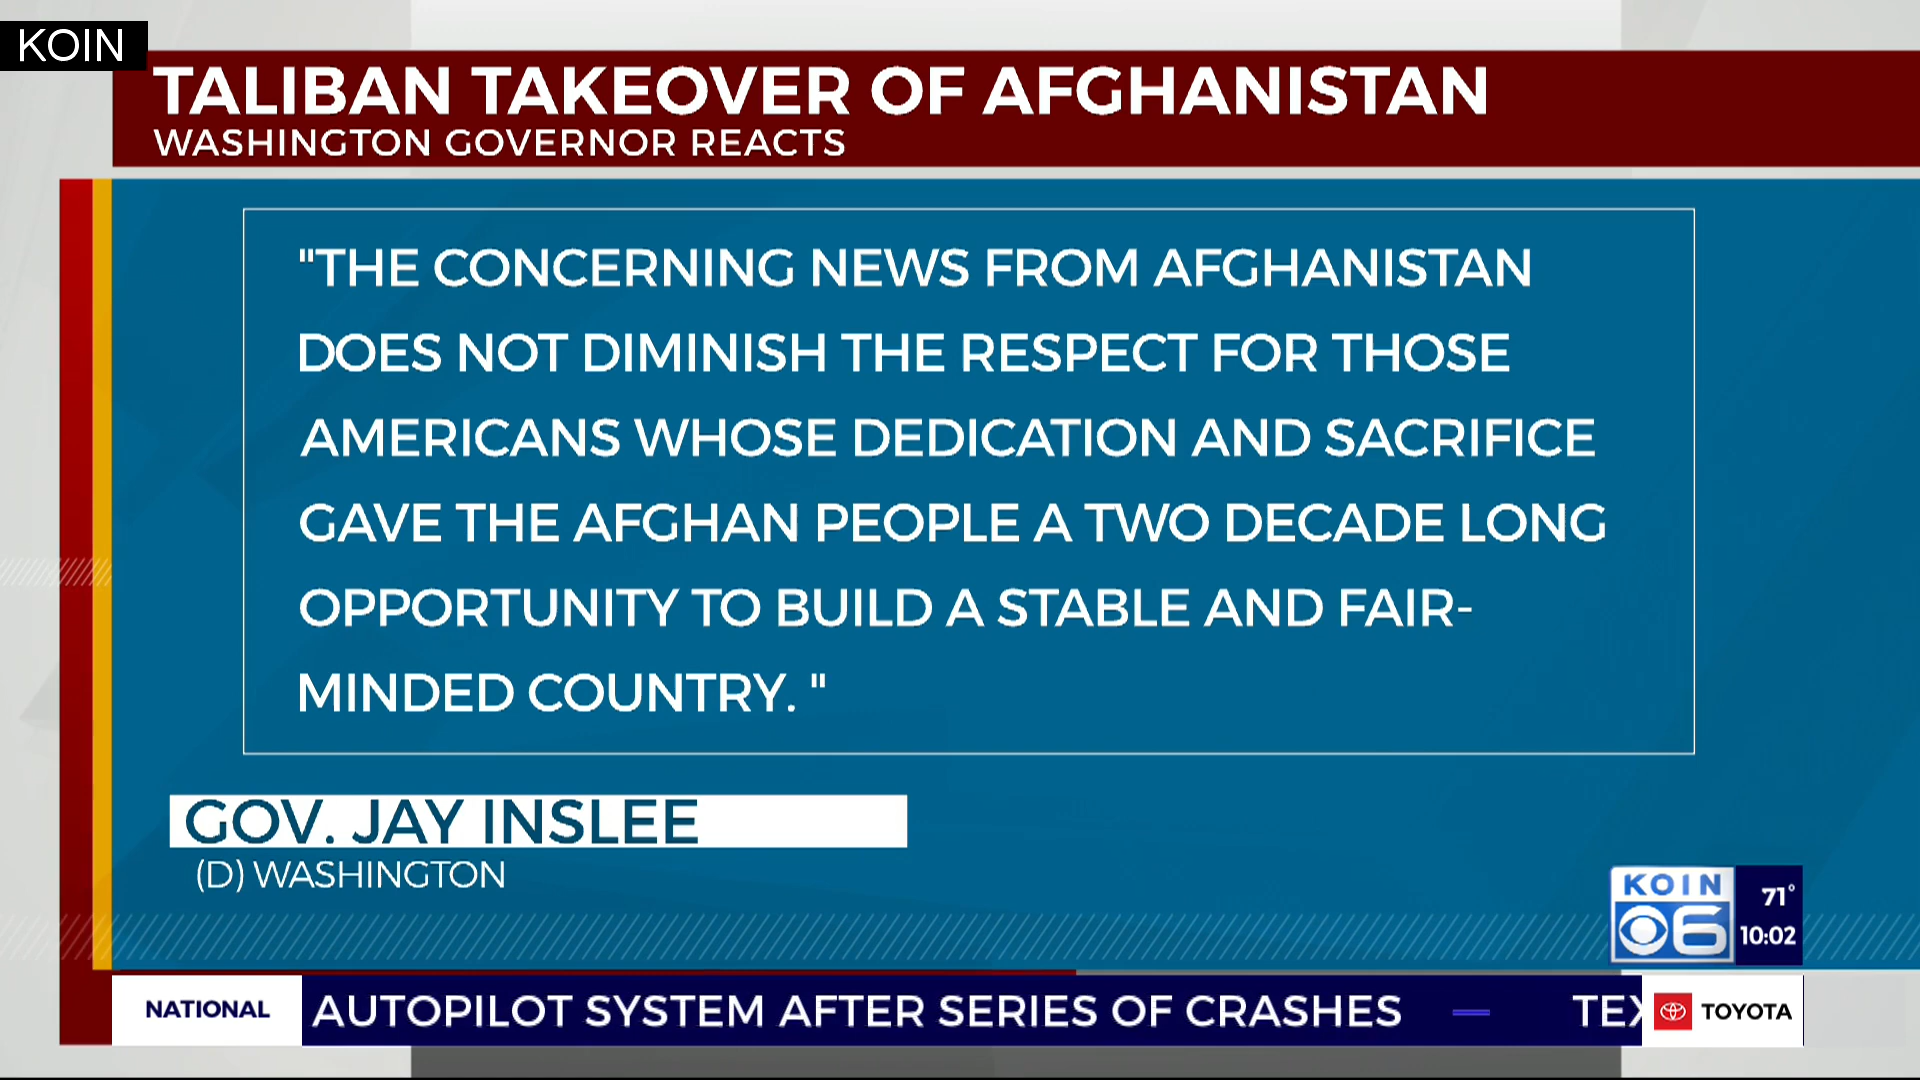 KOIN
TALIBAN TAKEOVER OF AFGHANISTAN
WASHINGTON GOVERNOR REACTS
"THE CONCERNING NEWS FROM AFGHANISTAN
DOES NOT DIMINISH THE RESPECT FOR THOSE
AMERICANS WHOSE DEDICATION AND SACRIFICE
GAVE THE AFGHAN PEOPLE A TWO DECADE LONG
OPPORTUNITY TO BUILD A STABLE AND FAIR-
MINDED COUNTRY. "
GOV. JAY INSLEE
(D) WASHINGTON
KOIN
6
71°
10:02
NATIONAL
AUTOPILOT SYSTEM AFTER SERIES OF CRASHES — TEX
TOYOTA